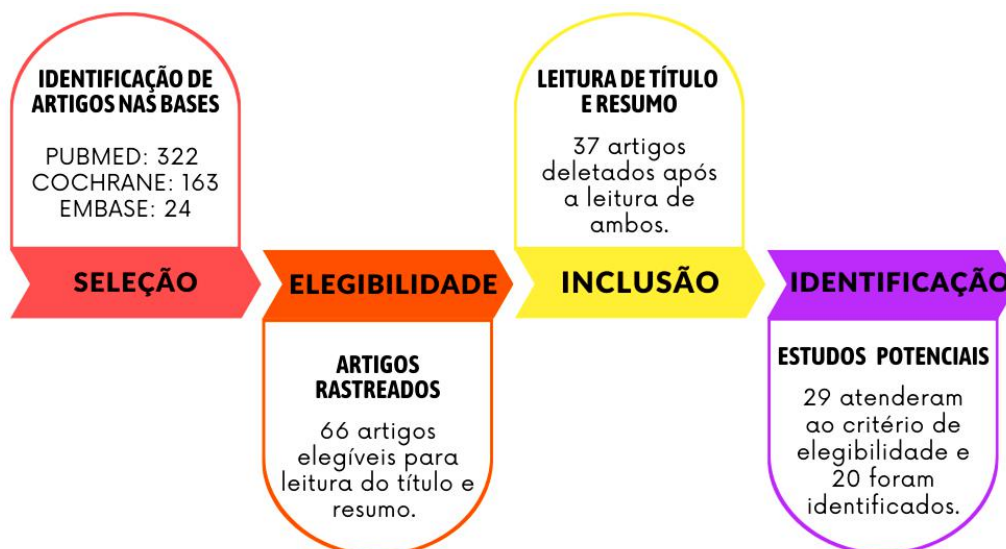 IDENTIFICAÇÃO DE
ARTIGOS NAS BASES
PUBMED: 322
COCHRANE: 163
EMBASE: 24
SELEÇÃO
ELEGIBILIDADE
ARTIGOS
RASTREADOS
66 artigos
elegíveis para
leitura do título e
resumo.
LEITURA DE TÍTULO
E RESUMO
37 artigos
deletados após
a leitura de
ambos.
INCLUSÃO
IDENTIFICAÇÃO
ESTUDOS POTENCIAIS
29 atenderam
ao critério de
elegibilidade e
20 foram
identificados.